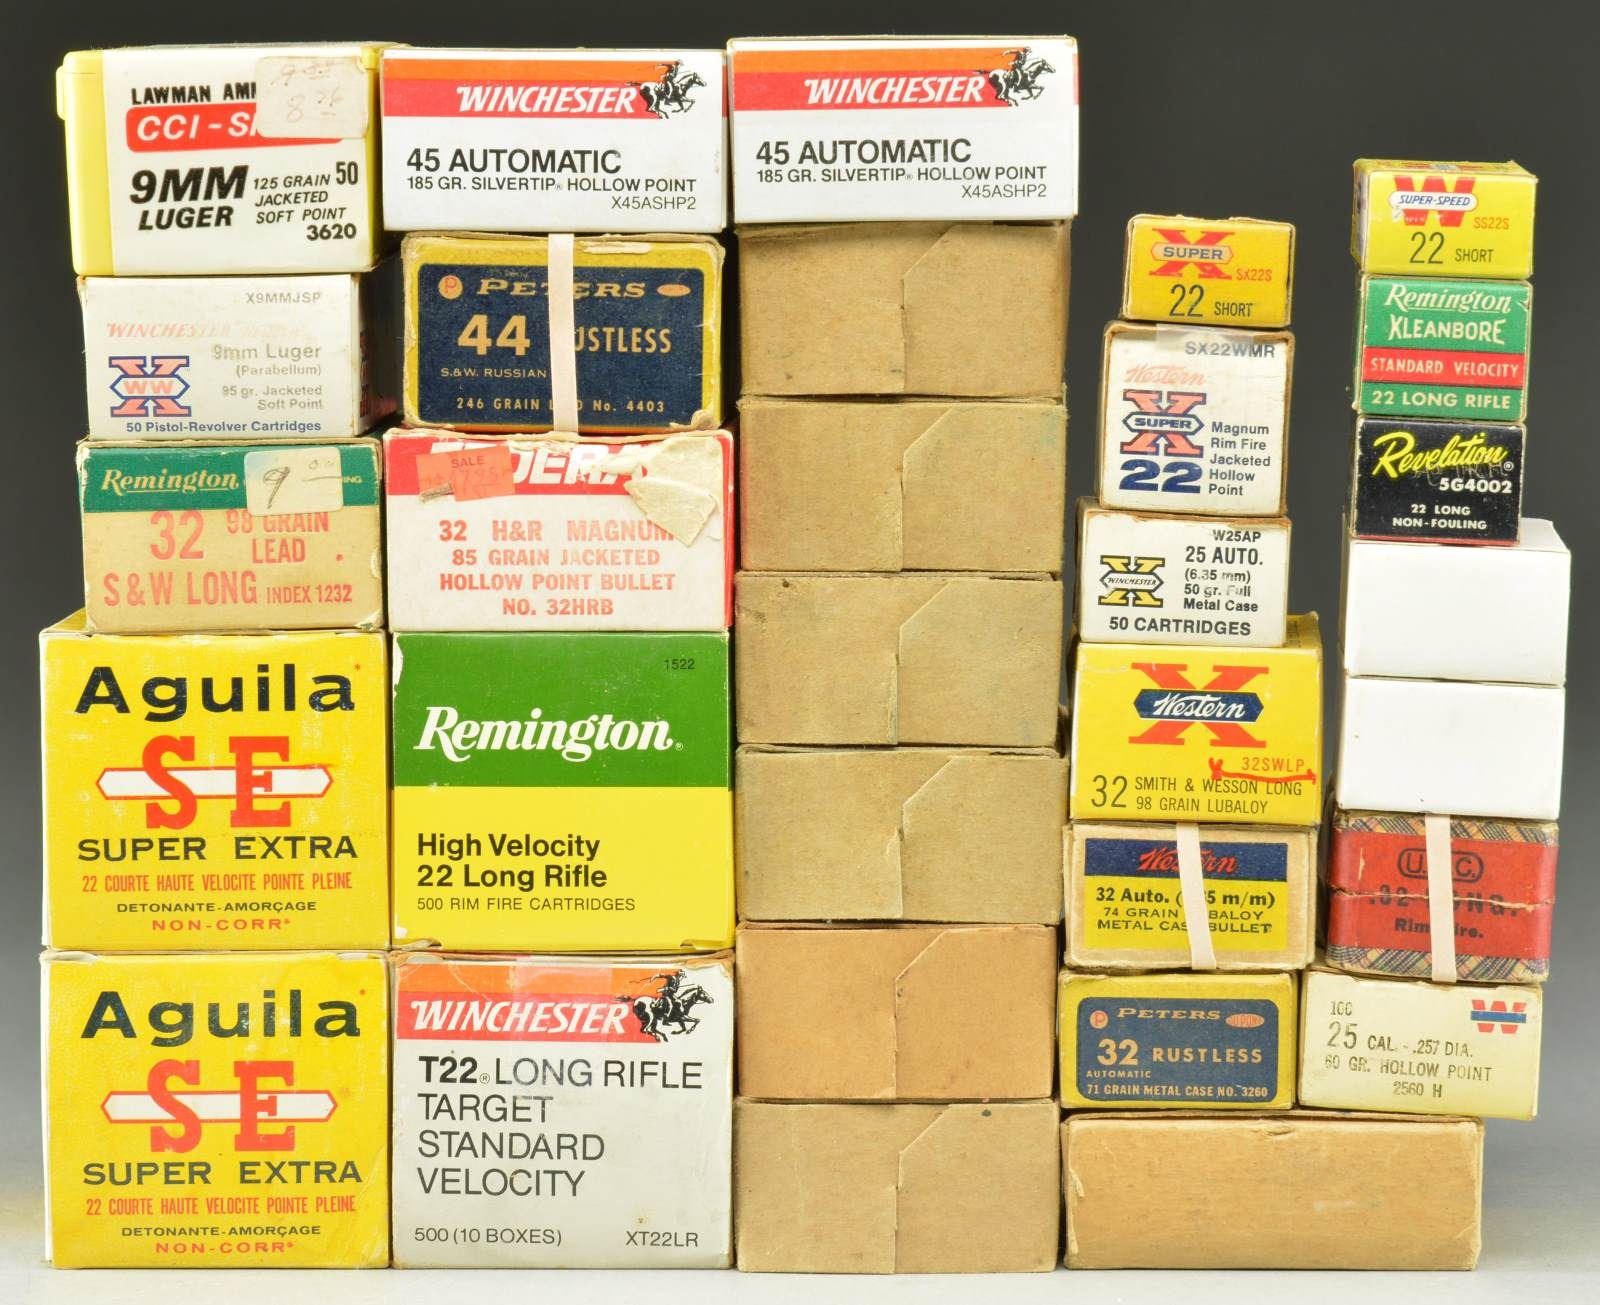 LAWMAN
CCI-
9MM
LUGER
125 GRAIN 50
JACKETED
SOFT POINT
3620
X9MMJSP
WINCHESTER
WW
9mm Luger
(Parabellum)
95 gr. Jacketed
Soft Point
50 Pistol-Revolver Cartridges
Remington
9
32
98 GRAIN
LEAD
S&W LONG INDEX 1232
Aguila
SE
SUPER EXTRA
22 COURTE HAUTE VELOCITE POINTE PLEINE
DETONANTE-AMORÇAGE
NON-CORR*
Aguila
SE
SUPER EXTRA
22 COURTE HAUTE VELOCITE POINTE PLEINE
DETONANTE-AMORÇAGE
NON-CORR*
WINCHESTER
45 AUTOMATIC
185 GR. SILVERTIP® HOLLOW POINT
X45ASHP2
PETERS
44
S.&W. RUSSIAN
246 GRAIN No. 4403
SALE
32 H&R MAGNUM
85 GRAIN JACKETED
HOLLOW POINT BULLET
NO. 32HRB
1522
Remington®
High Velocity
22 Long Rifle
500 RIM FIRE CARTRIDGES
WINCHESTER
T22® LONG RIFLE
TARGET
STANDARD
VELOCITY
500 (10 BOXES) XT22LR
WINCHESTER
45 AUTOMATIC
185 GR. SILVERTIP® HOLLOW POINT
X45ASHP2
X
SUPER
SX22S
22 SHORT
SX22WMR
Western
X
SUPER
22
Magnum
Rim Fire
Jacketed
Hollow
Point
W25AP
X
WINCHESTER
25 AUTO.
(6.35 mm)
50 gr. Full
Metal Case
50 CARTRIDGES
X
Western
32SWLP
32 SMITH & WESSON LONG
98 GRAIN LUBALOY
Western
32 Auto. m/m)
74 GRAIN
METAL BULLET
PETERS
DUPONT
32 RUSTLESS
AUTOMATIC
71 GRAIN METAL CASE NO. 3260
W
SUPER-SPEED
SS22S
22 SHORT
Remington
KLEANBORE
STANDARD VELOCITY
22 LONG RIFLE
Revelation®
5G4002
22 LONG
NON-FOULING
.32
100
W
25 CAL.-.257 DIA.
60 GR. HOLLOW POINT
2560 H